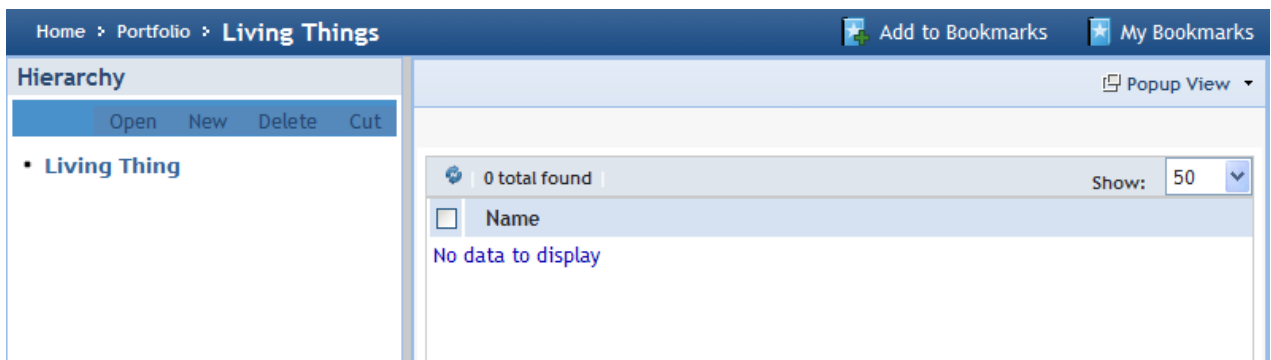 Home Portfolio Living Things Add to Bookmarks My Bookmarks
Hierarchy
Popup View
Open New Delete Cut
Living Thing
0 total found Show: 50
Name
No data to display